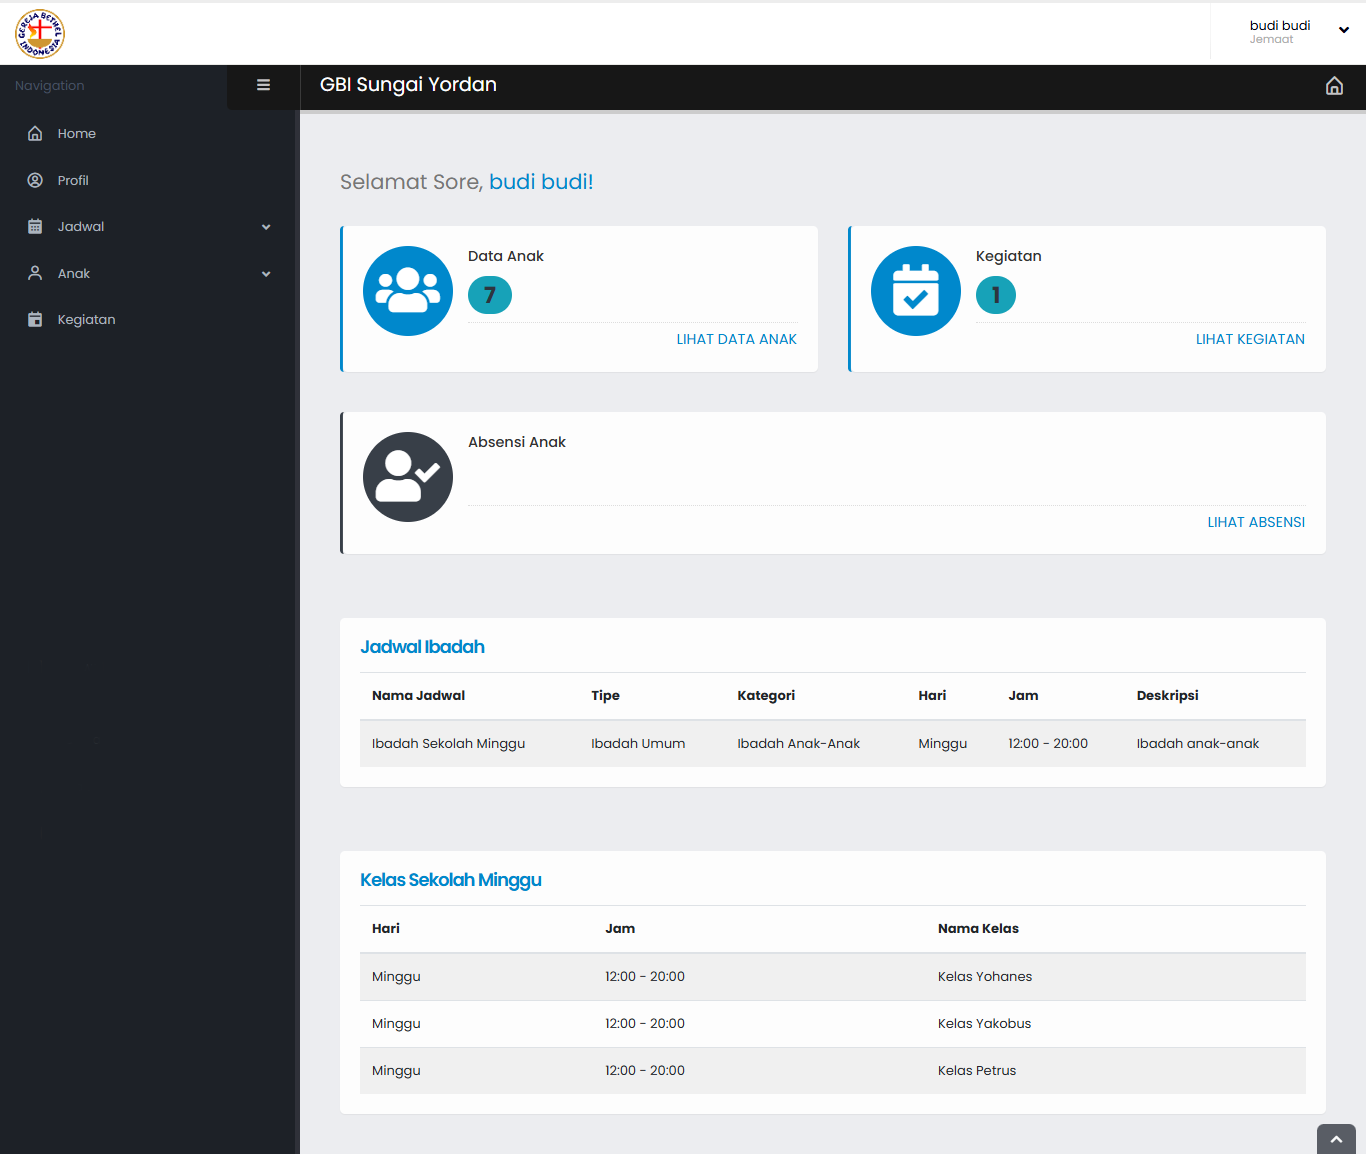 GEREJA BETHEL
INDONESIA
budi budi
Jemaat
Navigation
GBI Sungai Yordan
Home
Profil
Jadwal
Anak
Kegiatan
Selamat Sore, budi budi!
Data Anak
7
LIHAT DATA ANAK
Kegiatan
1
LIHAT KEGIATAN
Absensi Anak
LIHAT ABSENSI
Jadwal Ibadah
Nama Jadwal Tipe Kategori Hari Jam Deskripsi
Ibadah Sekolah Minggu Ibadah Umum Ibadah Anak-Anak Minggu 12:00 - 20:00 Ibadah anak-anak
Kelas Sekolah Minggu
Hari Jam Nama Kelas
Minggu 12:00 - 20:00 Kelas Yohanes
Minggu 12:00 - 20:00 Kelas Yakobus
Minggu 12:00 - 20:00 Kelas Petrus